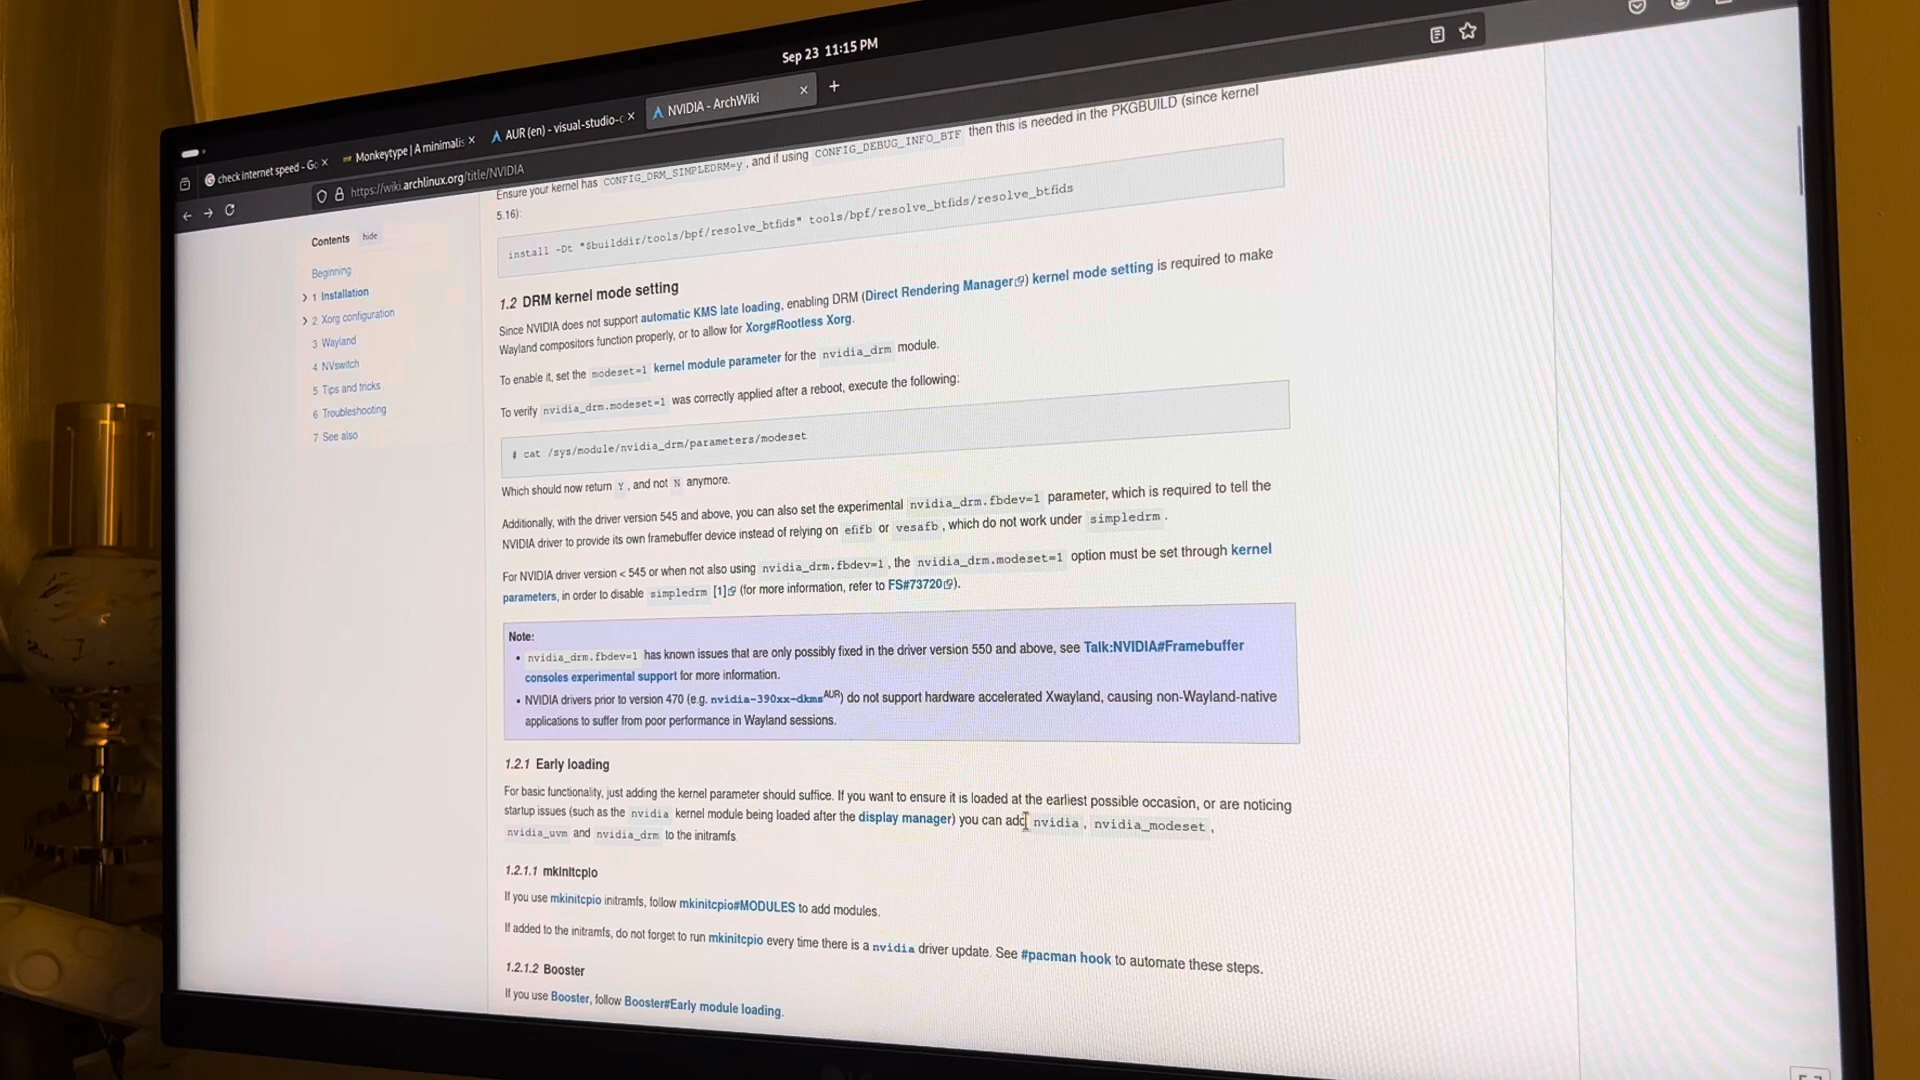 Sep 23 11:15 PM
check internet speed - Go
Monkeytype | A minimalis
AUR (en) - visual-studio-c
NVIDIA - ArchWiki
https://wiki.archlinux.org/title/NVIDIA
Contents hide
Beginning
1 Installation
2 Xorg configuration
3 Wayland
4 NVswitch
5 Tips and tricks
6 Troubleshooting
7 See also
Ensure your kernel has CONFIG_DRM_SIMPLEDRM=y, and if using CONFIG_DEBUG_INFO_BTF then this is needed in the PKGBUILD (since kernel
5.16):
install -Dt "$builddir/tools/bpf/resolve_btfids" tools/bpf/resolve_btfids/resolve_btfids
1.2 DRM kernel mode setting
Since NVIDIA does not support automatic KMS late loading, enabling DRM (Direct Rendering Manager) kernel mode setting is required to make
Wayland compositors function properly, or to allow for Xorg#Rootless Xorg.
To enable it, set the modeset=1 kernel module parameter for the nvidia_drm module.
To verify nvidia_drm.modeset=1 was correctly applied after a reboot, execute the following:
# cat /sys/module/nvidia_drm/parameters/modeset
Which should now return Y, and not N anymore.
Additionally, with the driver version 545 and above, you can also set the experimental nvidia_drm.fbdev=1 parameter, which is required to tell the
NVIDIA driver to provide its own framebuffer device instead of relying on efifb or vesafb, which do not work under simpledrm.
For NVIDIA driver version < 545 or when not also using nvidia_drm.fbdev=1, the nvidia_drm.modeset=1 option must be set through kernel
parameters, in order to disable simpledrm [1] (for more information, refer to FS#73720).
Note:
• nvidia_drm.fbdev=1 has known issues that are only possibly fixed in the driver version 550 and above, see Talk:NVIDIA#Framebuffer
consoles experimental support for more information.
• NVIDIA drivers prior to version 470 (e.g. nvidia-390xx-dkmsAUR) do not support hardware accelerated Xwayland, causing non-Wayland-native
applications to suffer from poor performance in Wayland sessions.
1.2.1 Early loading
For basic functionality, just adding the kernel parameter should suffice. If you want to ensure it is loaded at the earliest possible occasion, or are noticing
startup issues (such as the nvidia kernel module being loaded after the display manager) you can add nvidia, nvidia_modeset,
nvidia_uvm and nvidia_drm to the initramfs
1.2.1.1 mkinitcpio
If you use mkinitcpio initramfs, follow mkinitcpio#MODULES to add modules.
If added to the initramfs, do not forget to run mkinitcpio every time there is a nvidia driver update. See #pacman hook to automate these steps.
1.2.1.2 Booster
If you use Booster, follow Booster#Early module loading.